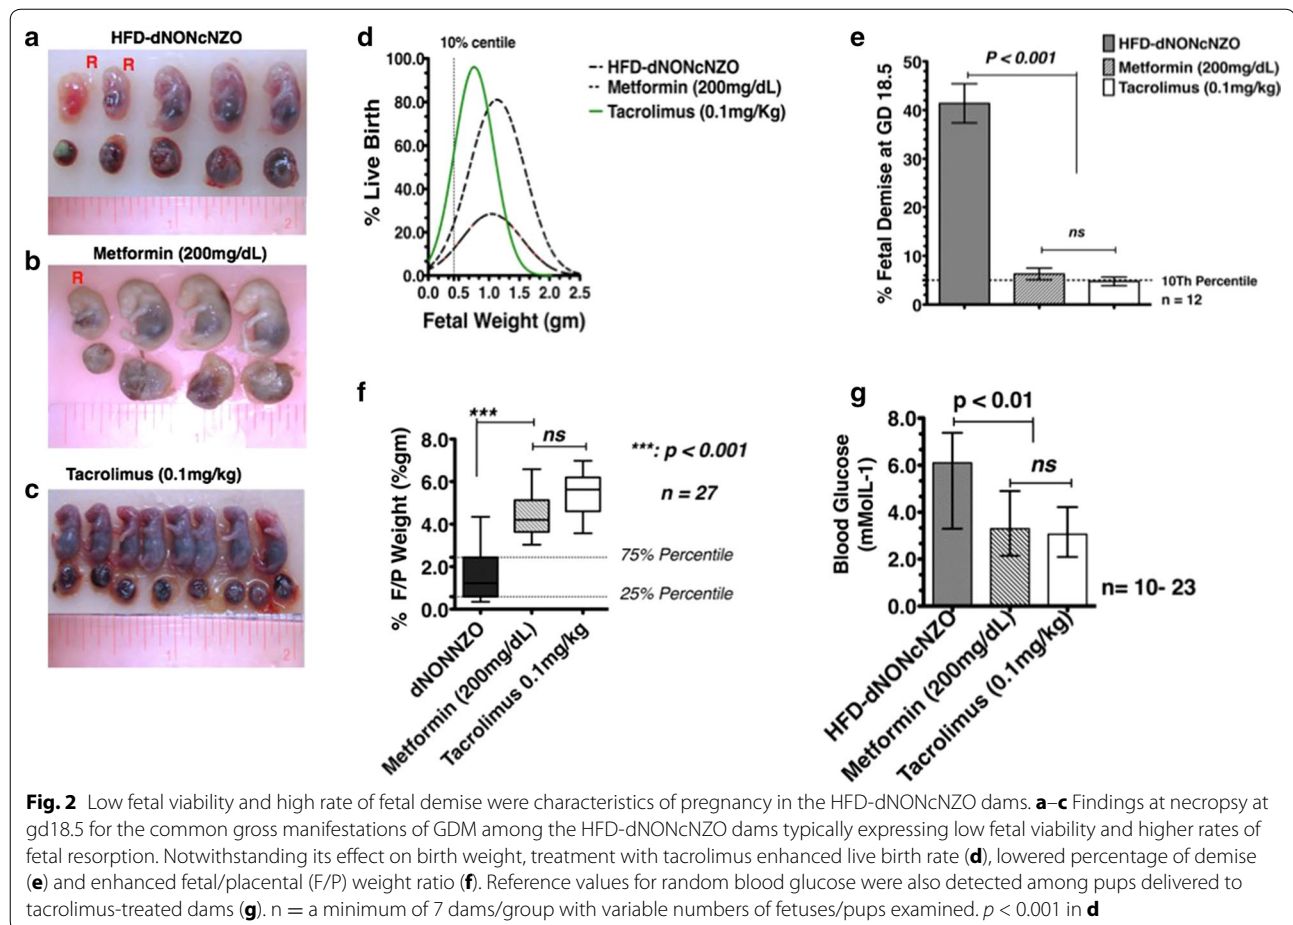 a
HFD-dNONcNZO
R R
1 2
b
Metformin (200mg/dL)
R
1
c
Tacrolimus (0.1mg/kg)
1 2
d
10% centile
100.0
80.0
60.0
40.0
20.0
0.0
% Live Birth
0.0 0.5 1.0 1.5 2.0 2.5
Fetal Weight (gm)
HFD-dNONcNZO
Metformin (200mg/dL)
Tacrolimus (0.1mg/Kg)
e
HFD-dNONcNZO
Metformin (200mg/dL)
Tacrolimus (0.1mg/kg)
P < 0.001
50
40
30
20
10
0
% Fetal Demise at GD 18.5
ns
10Th Percentile
n = 12
f
***
ns
8.0
6.0
4.0
2.0
0.0
% F/P Weight (%gm)
***: p < 0.001
n = 27
75% Percentile
25% Percentile
dNONNZO
Metformin (200mg/dL)
Tacrolimus 0.1mg/kg
g
p < 0.01
ns
8.0
6.0
4.0
2.0
0.0
Blood Glucose
(mMolL-1)
n= 10- 23
HFD-dNONcNZO
Metformin (200mg/dL)
Tacrolimus (0.1mg/kg)
Fig. 2 Low fetal viability and high rate of fetal demise were characteristics of pregnancy in the HFD-dNONcNZO dams. a–c Findings at necropsy at
gd18.5 for the common gross manifestations of GDM among the HFD-dNONcNZO dams typically expressing low fetal viability and higher rates of
fetal resorption. Notwithstanding its effect on birth weight, treatment with tacrolimus enhanced live birth rate (d), lowered percentage of demise
(e) and enhanced fetal/placental (F/P) weight ratio (f). Reference values for random blood glucose were also detected among pups delivered to
tacrolimus-treated dams (g). n = a minimum of 7 dams/group with variable numbers of fetuses/pups examined. p < 0.001 in d